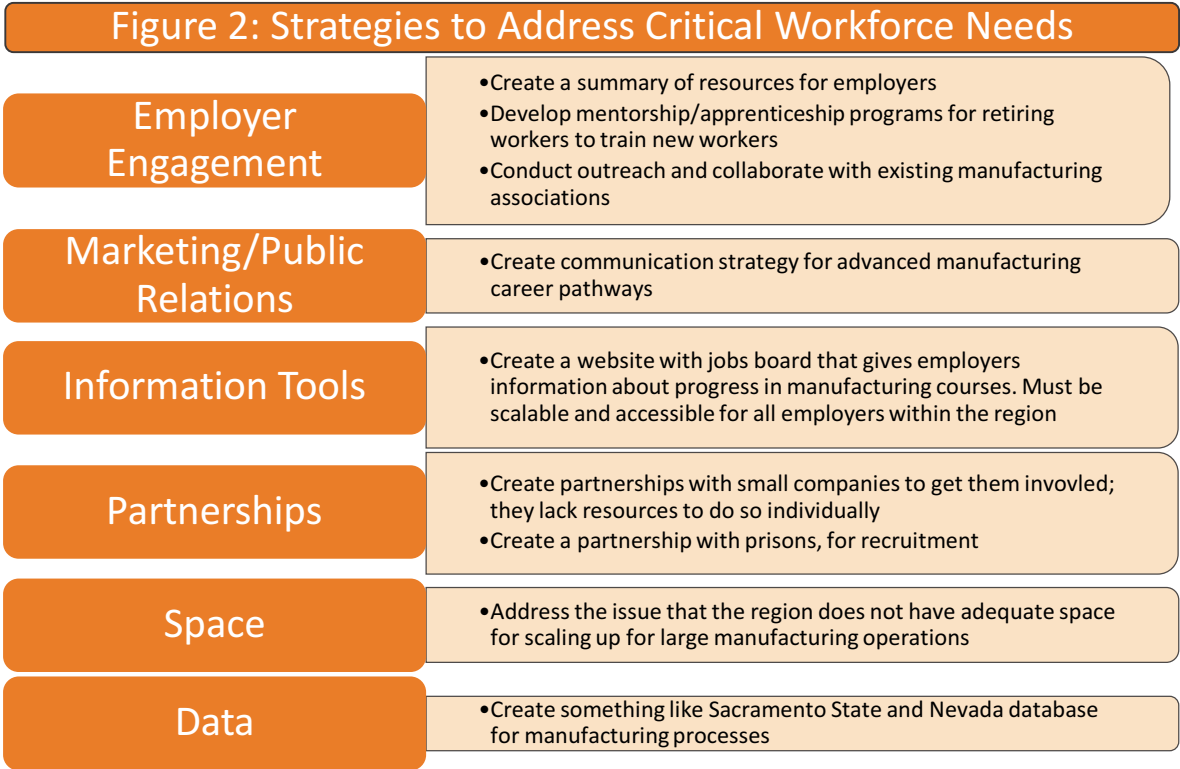 Figure 2: Strategies to Address Critical Workforce Needs
Employer
Engagement
•Create a summary of resources for employers
•Develop mentorship/apprenticeship programs for retiring
workers to train new workers
•Conduct outreach and collaborate with existing manufacturing
associations
Marketing/Public
Relations
•Create communication strategy for advanced manufacturing
career pathways
Information Tools
•Create a website with jobs board that gives employers
information about progress in manufacturing courses. Must be
scalable and accessible for all employers within the region
Partnerships
•Create partnerships with small companies to get them invovled;
they lack resources to do so individually
•Create a partnership with prisons, for recruitment
Space
•Address the issue that the region does not have adequate space
for scaling up for large manufacturing operations
Data
•Create something like Sacramento State and Nevada database
for manufacturing processes